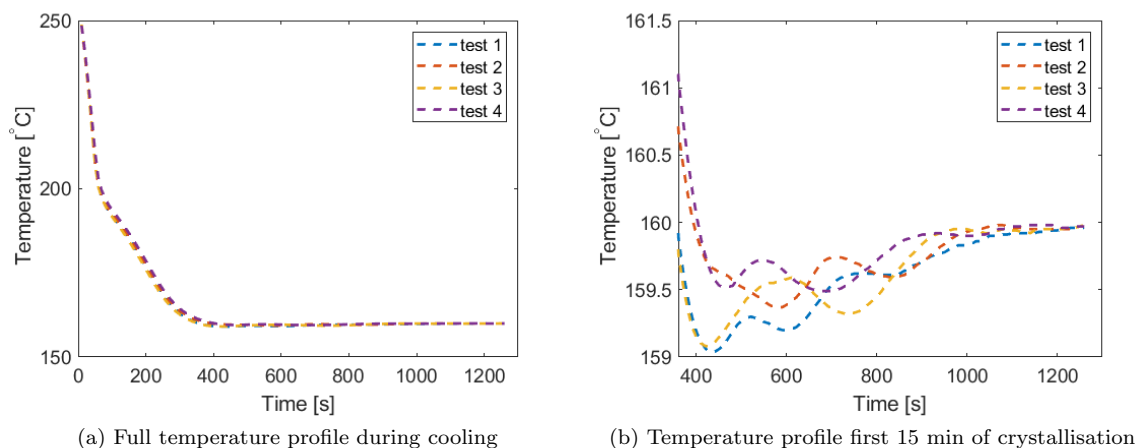 250
200
150
0
200
400
600
800
1000
1200
Temperature [°C]
Time [s]
test 1
test 2
test 3
test 4
(a) Full temperature profile during cooling
161.5
161
160.5
160
159.5
159
400
600
800
1000
1200
Temperature [°C]
Time [s]
test 1
test 2
test 3
test 4
(b) Temperature profile first 15 min of crystallisation